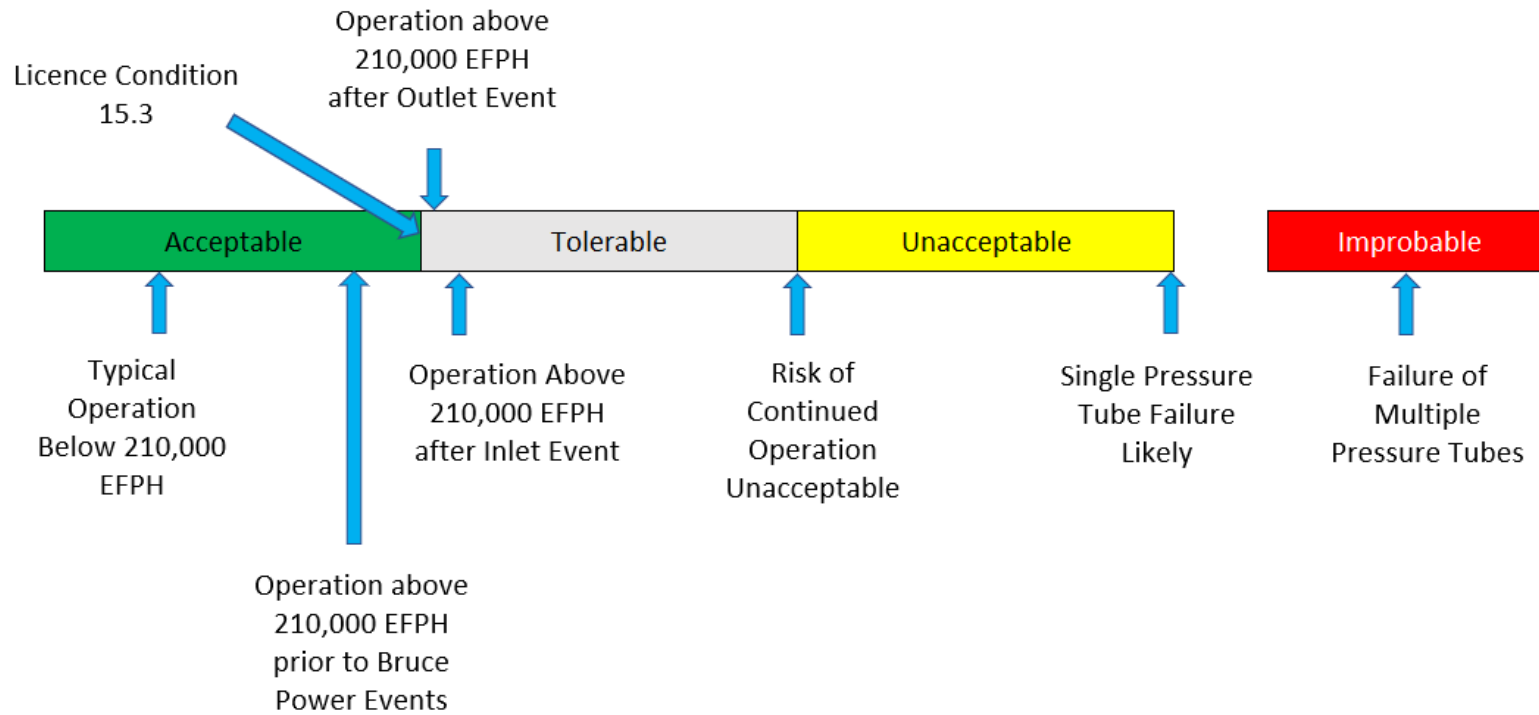 Operation above
210,000 EFPH
after Outlet Event
Licence Condition
15.3
Acceptable
Tolerable
Unacceptable
Improbable
Typical
Operation
Below 210,000
EFPH
Operation above
210,000 EFPH
prior to Bruce
Power Events
Operation Above
210,000 EFPH
after Inlet Event
Risk of
Continued
Operation
Unacceptable
Single Pressure
Tube Failure
Likely
Failure of
Multiple
Pressure Tubes